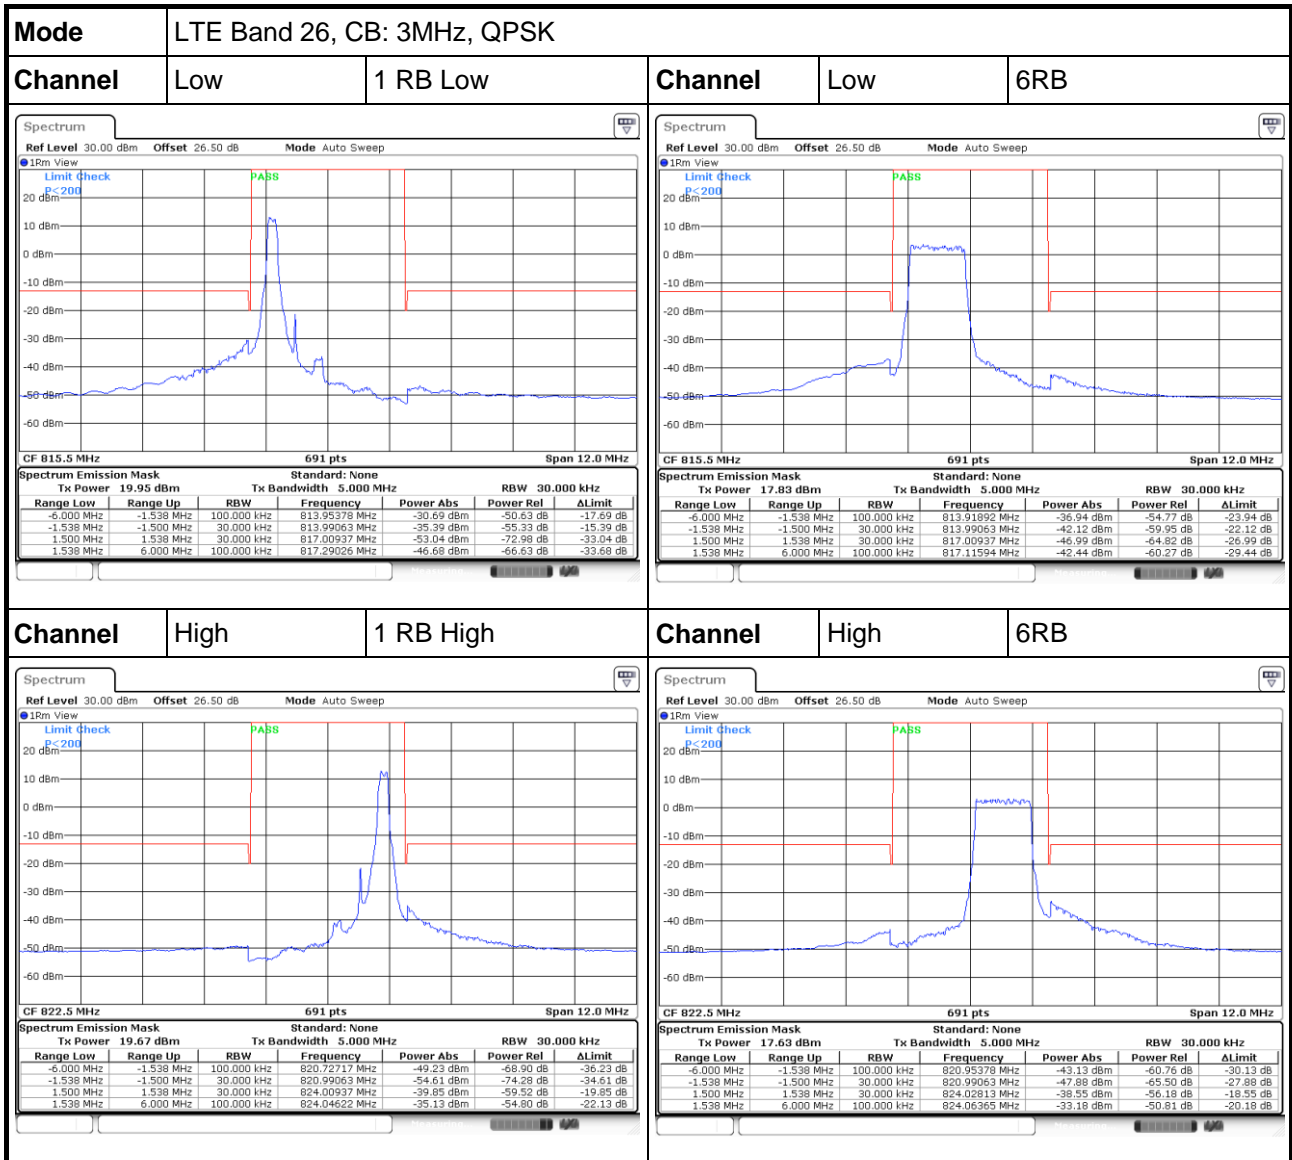 Mode LTE Band 26, CB: 3MHz, QPSK
Channel Low 1 RB Low Channel Low 6RB
Spectrum
Ref Level 30.00 dBm Offset 26.50 dB Mode Auto Sweep
1Rm View
Limit Check PASS
P<200
20 dBm
10 dBm
0 dBm
-10 dBm
-20 dBm
-30 dBm
-40 dBm
-50 dBm
-60 dBm
CF 815.5 MHz 691 pts Span 12.0 MHz
Spectrum Emission Mask Standard: None
Tx Power 19.95 dBm Tx Bandwidth 5.000 MHz RBW 30.000 kHz
Range Low Range Up RBW Frequency Power Abs Power Rel ΔLimit
-6.000 MHz -1.538 MHz 100.000 kHz 813.95378 MHz -30.69 dBm -50.63 dB -17.69 dB
-1.538 MHz -1.500 MHz 30.000 kHz 813.99063 MHz -35.39 dBm -55.33 dB -15.39 dB
1.500 MHz 1.538 MHz 30.000 kHz 817.00937 MHz -53.04 dBm -72.98 dB -33.04 dB
1.538 MHz 6.000 MHz 100.000 kHz 817.29026 MHz -46.68 dBm -66.63 dB -33.68 dB
Spectrum
Ref Level 30.00 dBm Offset 26.50 dB Mode Auto Sweep
1Rm View
Limit Check PASS
P<200
20 dBm
10 dBm
0 dBm
-10 dBm
-20 dBm
-30 dBm
-40 dBm
-50 dBm
-60 dBm
CF 815.5 MHz 691 pts Span 12.0 MHz
Spectrum Emission Mask Standard: None
Tx Power 17.83 dBm Tx Bandwidth 5.000 MHz RBW 30.000 kHz
Range Low Range Up RBW Frequency Power Abs Power Rel ΔLimit
-6.000 MHz -1.538 MHz 100.000 kHz 813.91892 MHz -36.94 dBm -54.77 dB -23.94 dB
-1.538 MHz -1.500 MHz 30.000 kHz 813.99063 MHz -42.12 dBm -59.95 dB -22.12 dB
1.500 MHz 1.538 MHz 30.000 kHz 817.00937 MHz -46.99 dBm -64.82 dB -26.99 dB
1.538 MHz 6.000 MHz 100.000 kHz 817.11594 MHz -42.44 dBm -60.27 dB -29.44 dB
Channel High 1 RB High Channel High 6RB
Spectrum
Ref Level 30.00 dBm Offset 26.50 dB Mode Auto Sweep
1Rm View
Limit Check PASS
P<200
20 dBm
10 dBm
0 dBm
-10 dBm
-20 dBm
-30 dBm
-40 dBm
-50 dBm
-60 dBm
CF 822.5 MHz 691 pts Span 12.0 MHz
Spectrum Emission Mask Standard: None
Tx Power 19.67 dBm Tx Bandwidth 5.000 MHz RBW 30.000 kHz
Range Low Range Up RBW Frequency Power Abs Power Rel ΔLimit
-6.000 MHz -1.538 MHz 100.000 kHz 820.72717 MHz -49.23 dBm -68.90 dB -36.23 dB
-1.538 MHz -1.500 MHz 30.000 kHz 820.99063 MHz -54.61 dBm -74.28 dB -34.61 dB
1.500 MHz 1.538 MHz 30.000 kHz 824.00937 MHz -39.85 dBm -59.52 dB -19.85 dB
1.538 MHz 6.000 MHz 100.000 kHz 824.04622 MHz -35.13 dBm -54.80 dB -22.13 dB
Spectrum
Ref Level 30.00 dBm Offset 26.50 dB Mode Auto Sweep
1Rm View
Limit Check PASS
P<200
20 dBm
10 dBm
0 dBm
-10 dBm
-20 dBm
-30 dBm
-40 dBm
-50 dBm
-60 dBm
CF 822.5 MHz 691 pts Span 12.0 MHz
Spectrum Emission Mask Standard: None
Tx Power 17.63 dBm Tx Bandwidth 5.000 MHz RBW 30.000 kHz
Range Low Range Up RBW Frequency Power Abs Power Rel ΔLimit
-6.000 MHz -1.538 MHz 100.000 kHz 820.95378 MHz -43.13 dBm -60.76 dB -30.13 dB
-1.538 MHz -1.500 MHz 30.000 kHz 820.99063 MHz -47.88 dBm -65.50 dB -27.88 dB
1.500 MHz 1.538 MHz 30.000 kHz 824.02813 MHz -38.55 dBm -56.18 dB -18.55 dB
1.538 MHz 6.000 MHz 100.000 kHz 824.06365 MHz -33.18 dBm -50.81 dB -20.18 dB